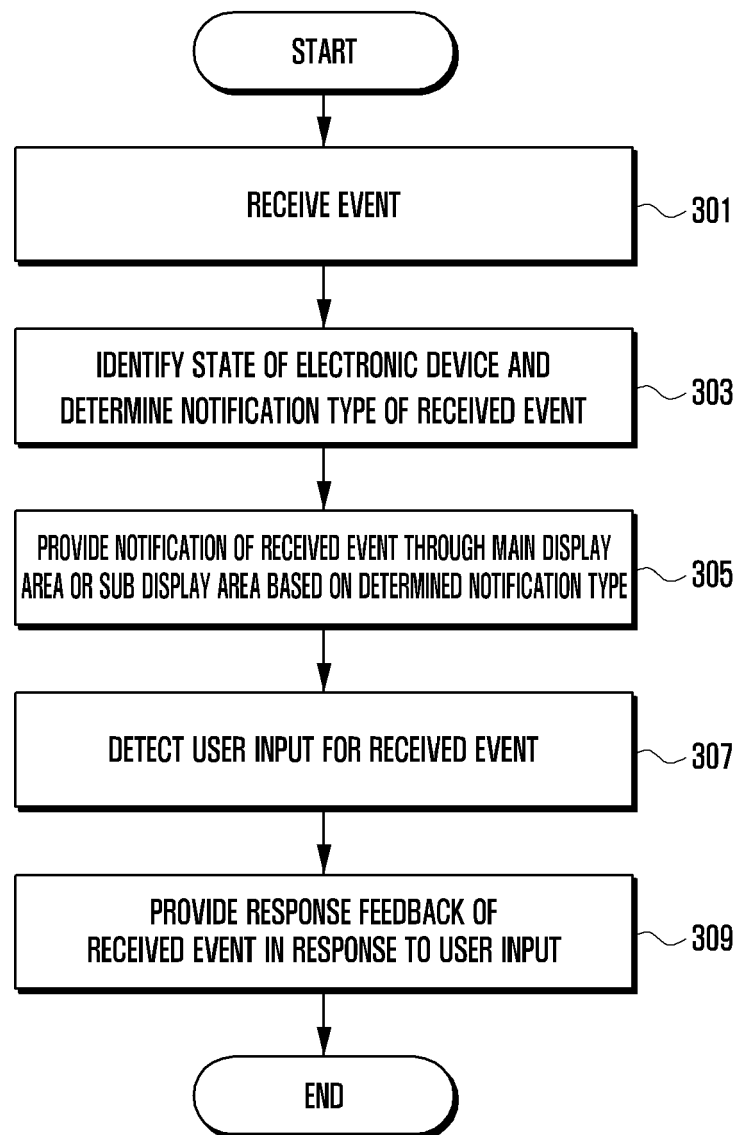 START
RECEIVE EVENT
301
IDENTIFY STATE OF ELECTRONIC DEVICE AND
DETERMINE NOTIFICATION TYPE OF RECEIVED EVENT
303
PROVIDE NOTIFICATION OF RECEIVED EVENT THROUGH MAIN DISPLAY
AREA OR SUB DISPLAY AREA BASED ON DETERMINED NOTIFICATION TYPE
305
DETECT USER INPUT FOR RECEIVED EVENT
307
PROVIDE RESPONSE FEEDBACK OF
RECEIVED EVENT IN RESPONSE TO USER INPUT
309
END